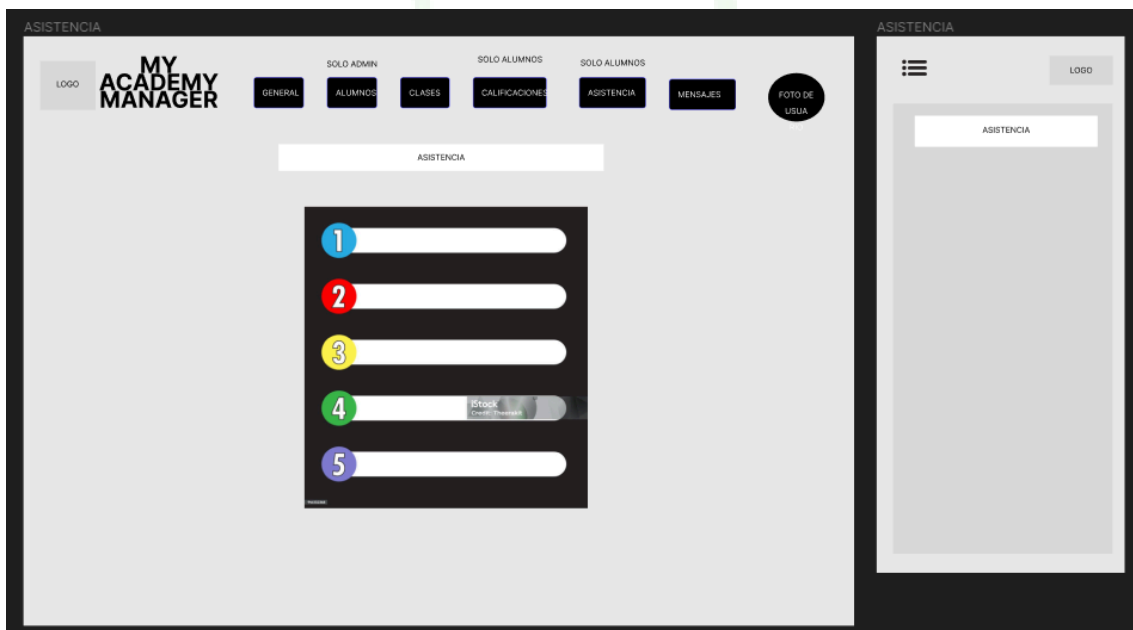 ASISTENCIA
LOGO
MY
ACADEMY
MANAGER
GENERAL
SOLO ADMIN
ALUMNOS
CLASES
SOLO ALUMNOS
CALIFICACIONES
SOLO ALUMNOS
ASISTENCIA
MENSAJES
FOTO DE
USUA
ASISTENCIA
1
2
3
4
iStock
5
ASISTENCIA
LOGO
ASISTENCIA